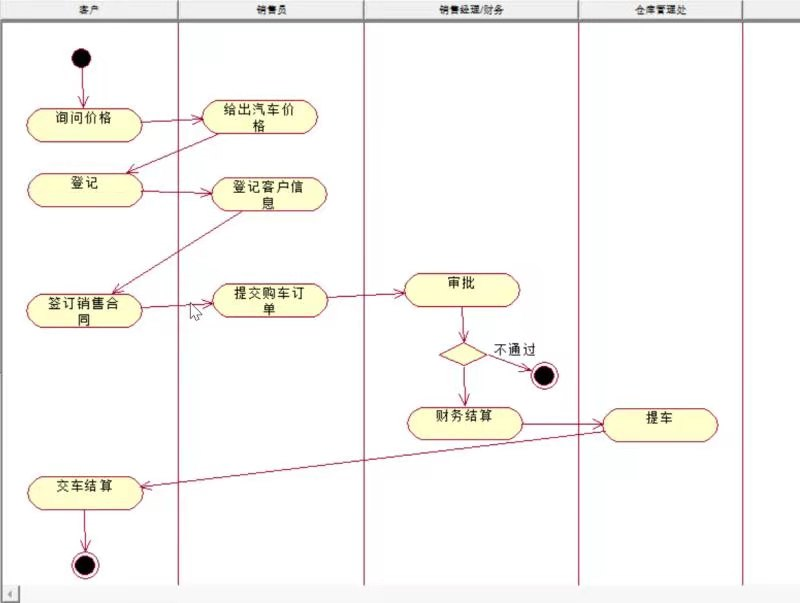 客户
销售员
销售经理/财务
仓库管理处
询问价格
给出汽车价
格
登记
登记客户信
息
签订销售合
同
提交购车订
单
审批
不通过
财务结算
提车
交车结算